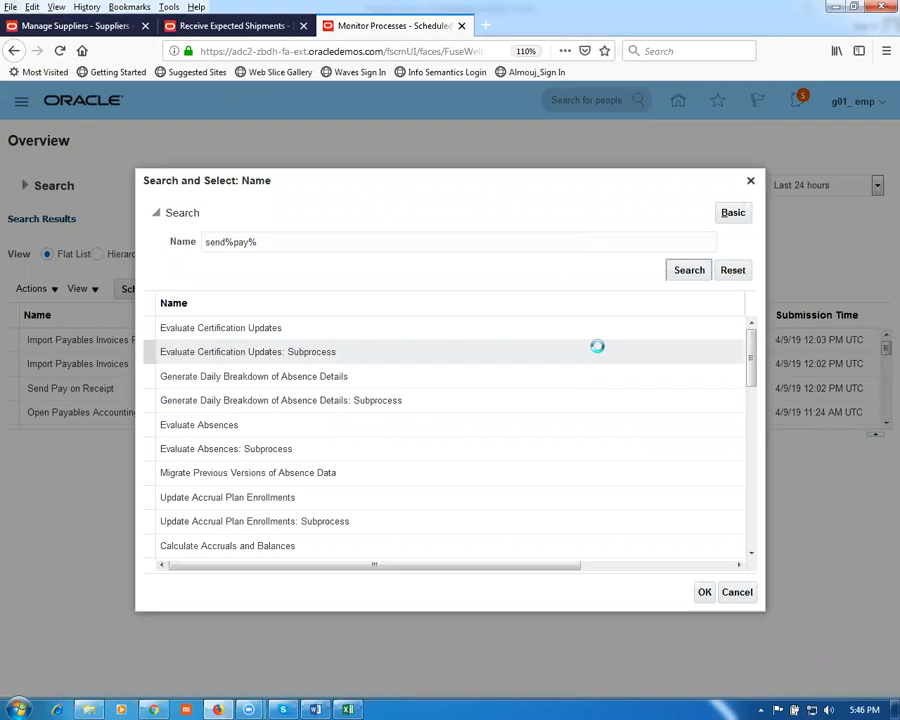 File Edit View History Bookmarks Tools Help
Manage Suppliers - Suppliers - Receive Expected Shipments - Monitor Processes - Scheduled
https://adc2-zbdh-fa-ext.oracledemos.com/fscmUI/faces/FuseWel 110% Search
Most Visited Getting Started Suggested Sites Web Slice Gallery Waves Sign In Info Semantics Login Almouj_Sign In
ORACLE Search for people 5 g01_ emp
Overview
Search and Select: Name
Search Last 24 hours
Search Basic
Search Results
Name send%pay%
View Flat List Hierarc
Search Reset
Actions View Sch
Name
Name Submission Time
Evaluate Certification Updates
Import Payables Invoices 4/9/19 12:03 PM UTC
Evaluate Certification Updates: Subprocess
Import Payables Invoices 4/9/19 12:02 PM UTC
Generate Daily Breakdown of Absence Details
Send Pay on Receipt 4/9/19 12:02 PM UTC
Generate Daily Breakdown of Absence Details: Subprocess
Open Payables Accounting 4/9/19 11:24 AM UTC
Evaluate Absences
Evaluate Absences: Subprocess
Migrate Previous Versions of Absence Data
Update Accrual Plan Enrollments
Update Accrual Plan Enrollments: Subprocess
Calculate Accruals and Balances
OK Cancel
5:46 PM